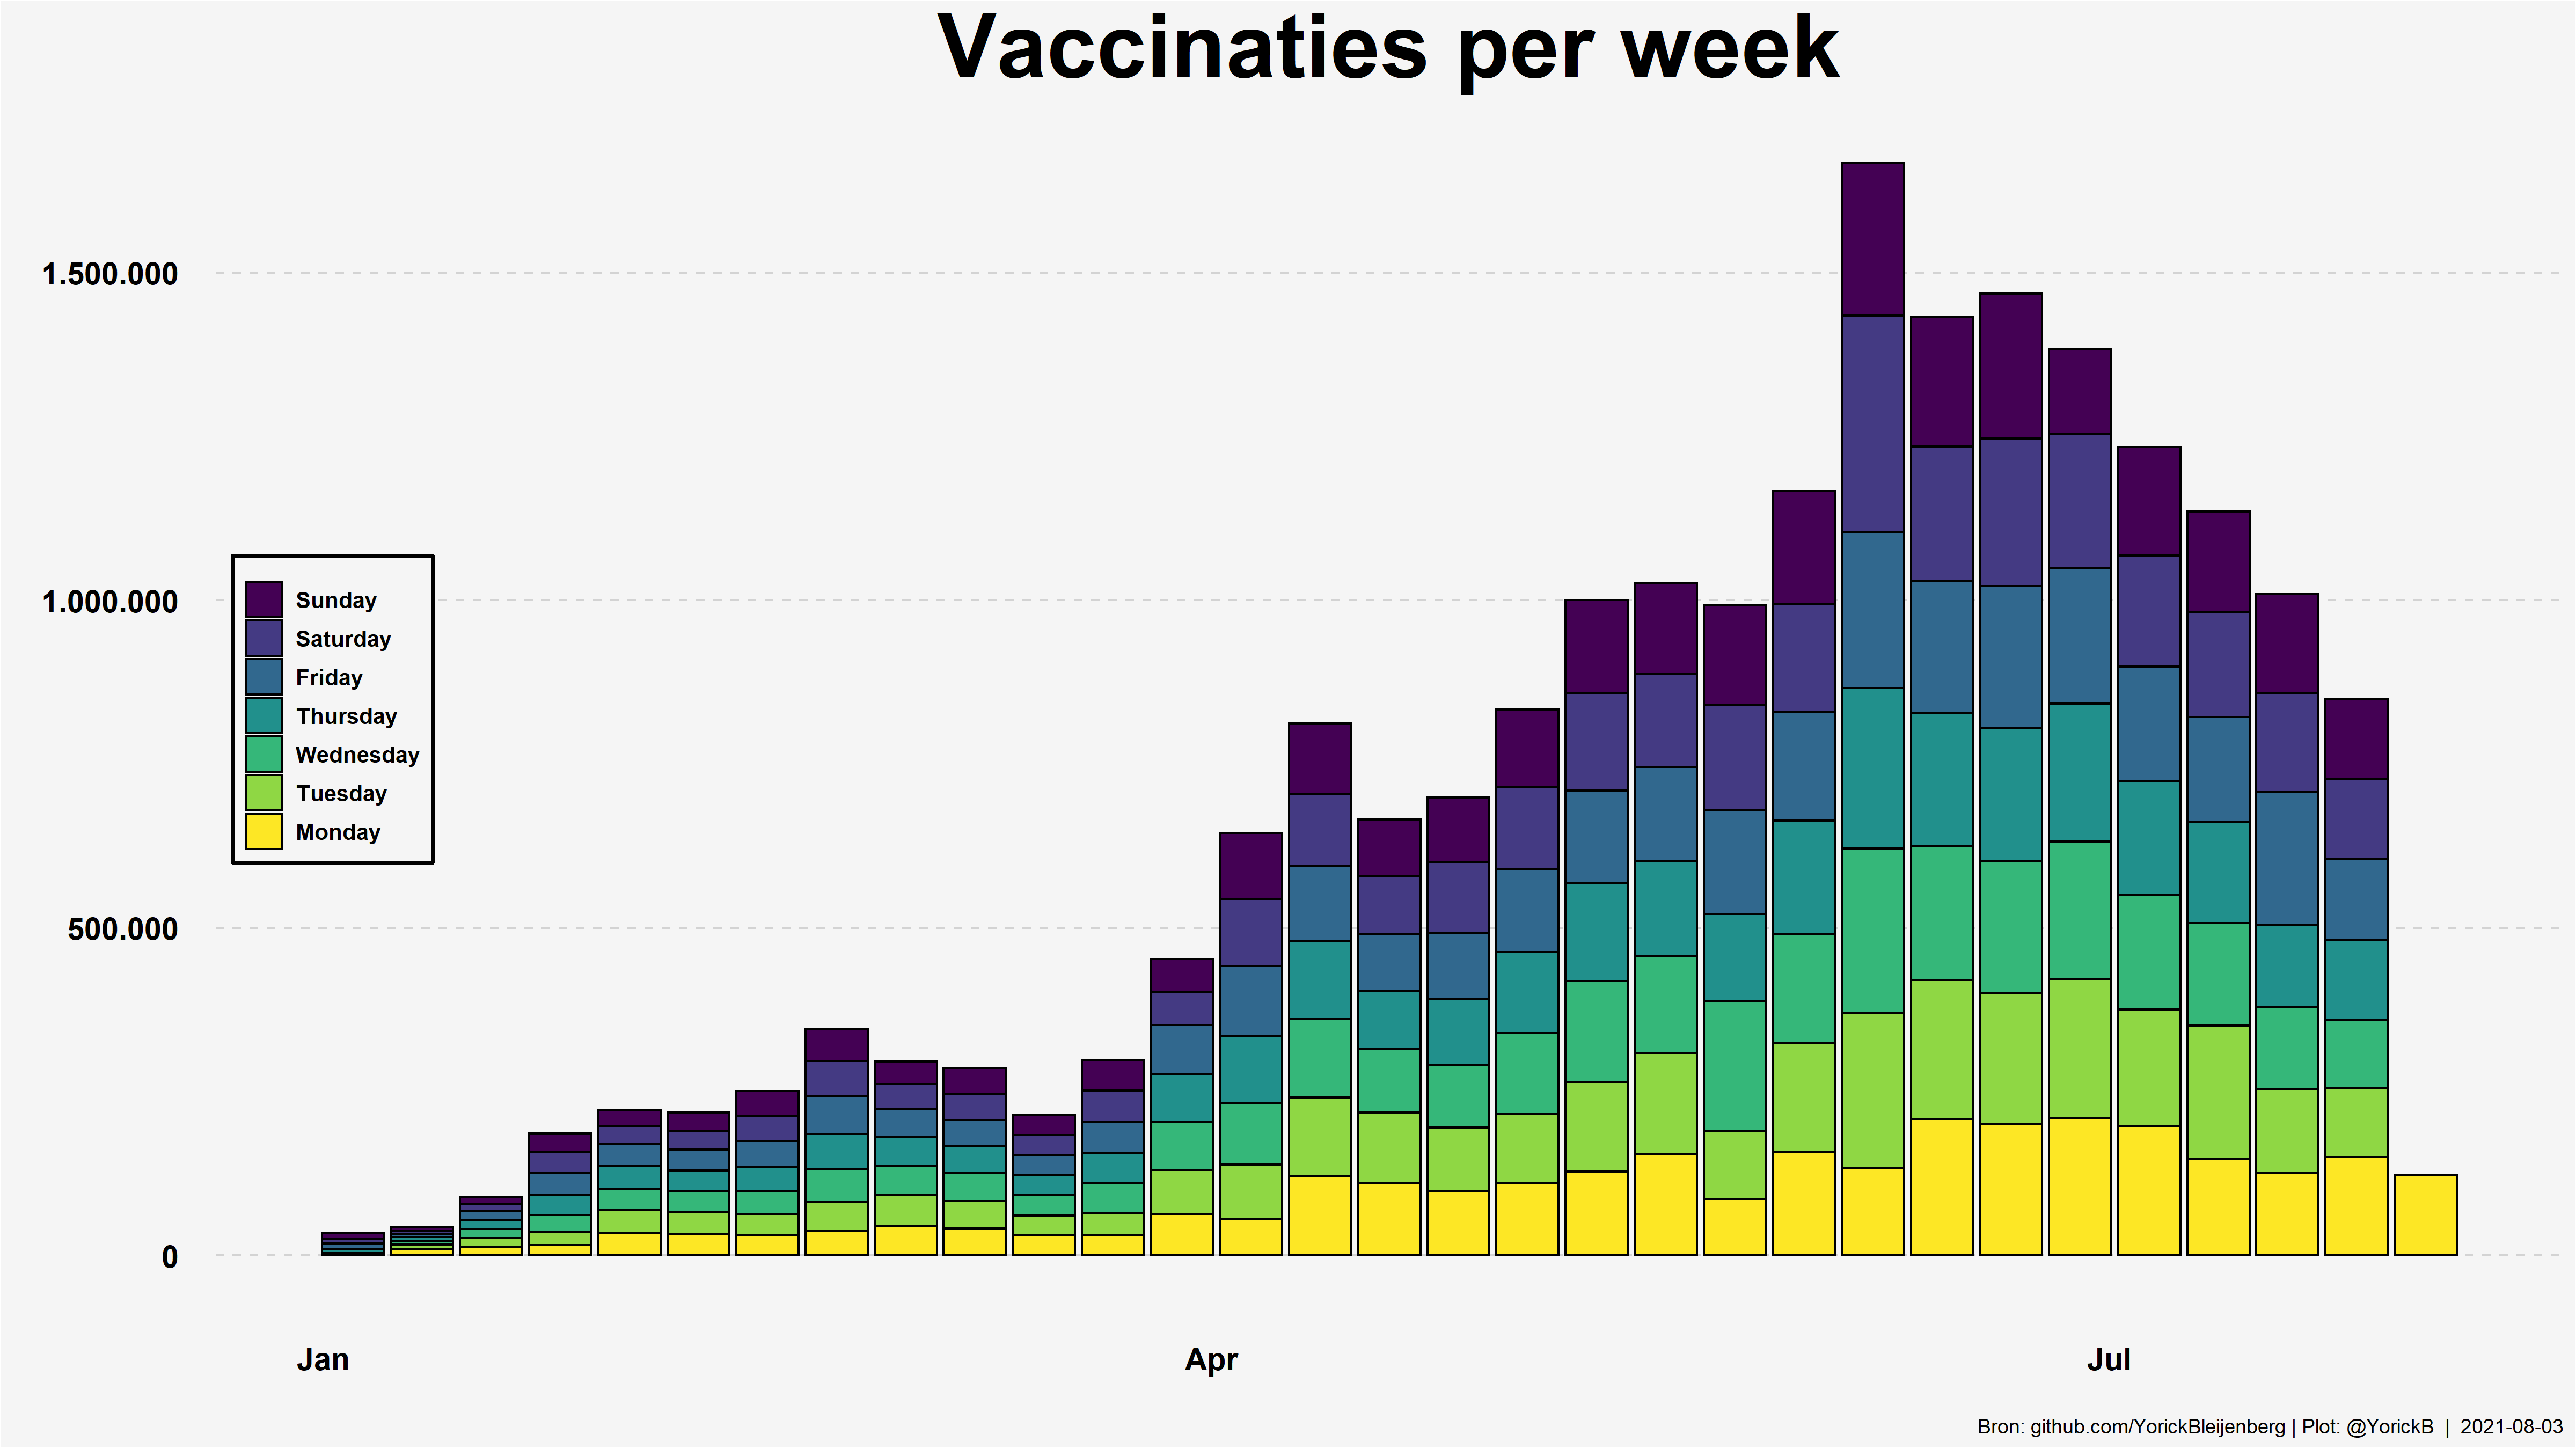 Vaccinaties per week
1.500.000
1.000.000
500.000
0
Sunday
Saturday
Friday
Thursday
Wednesday
Tuesday
Monday
Jan Apr Jul
Bron: github.com/YorickBleijenberg | Plot: @YorickB | 2021-08-03